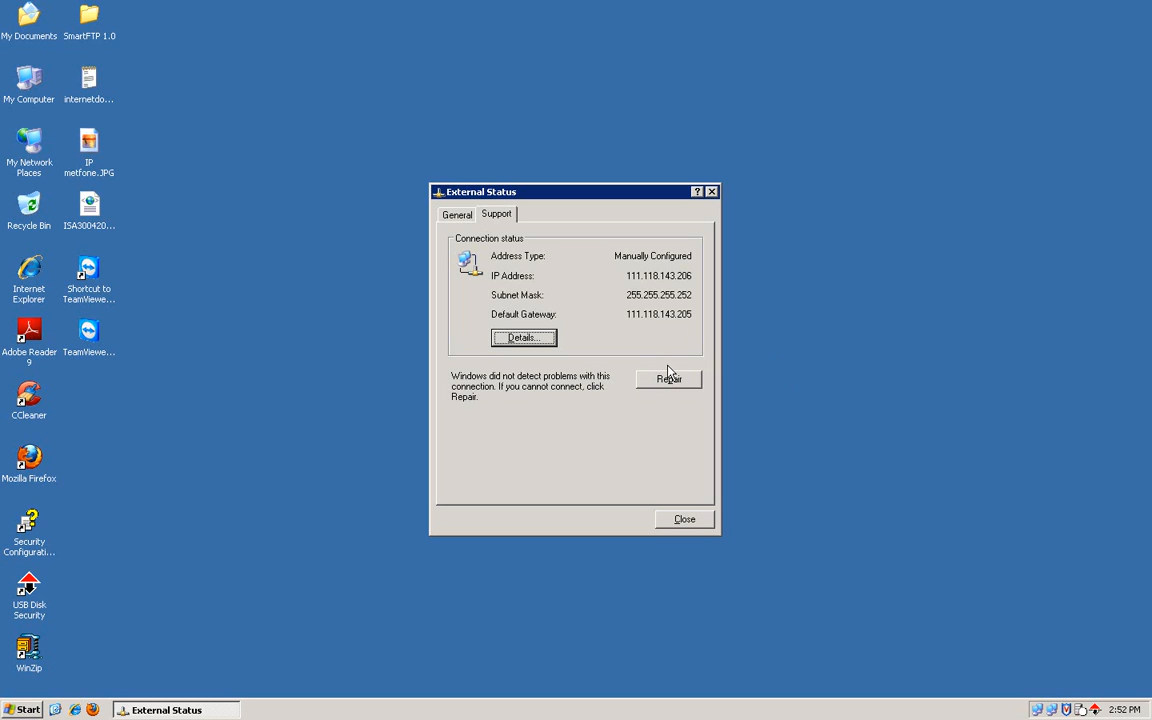 My Documents
SmartFTP 1.0
My Computer
internetdo...
My Network
Places
IP
metfone.JPG
Recycle Bin
ISA300420...
Internet
Explorer
Shortcut to
TeamViewe...
Adobe Reader
9
TeamViewe...
CCleaner
Mozilla Firefox
Security
Configurati...
USB Disk
Security
WinZip
External Status
General
Support
Connection status
Address Type: Manually Configured
IP Address: 111.118.143.206
Subnet Mask: 255.255.255.252
Default Gateway: 111.118.143.205
Details...
Windows did not detect problems with this
connection. If you cannot connect, click
Repair.
Repair
Close
Start
External Status
2:52 PM